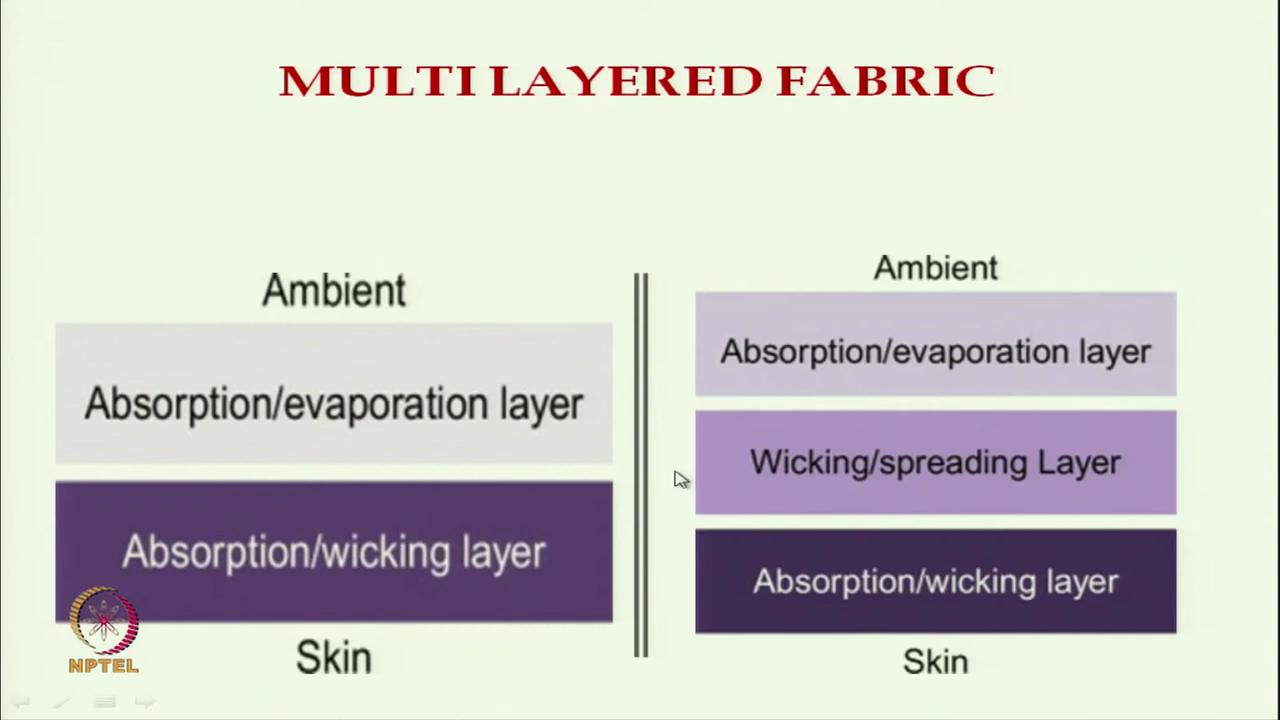 MULTI LAYERED FABRIC
Ambient
Absorption/evaporation layer
Absorption/wicking layer
Skin
Ambient
Absorption/evaporation layer
Wicking/spreading Layer
Absorption/wicking layer
Skin
NPTEL